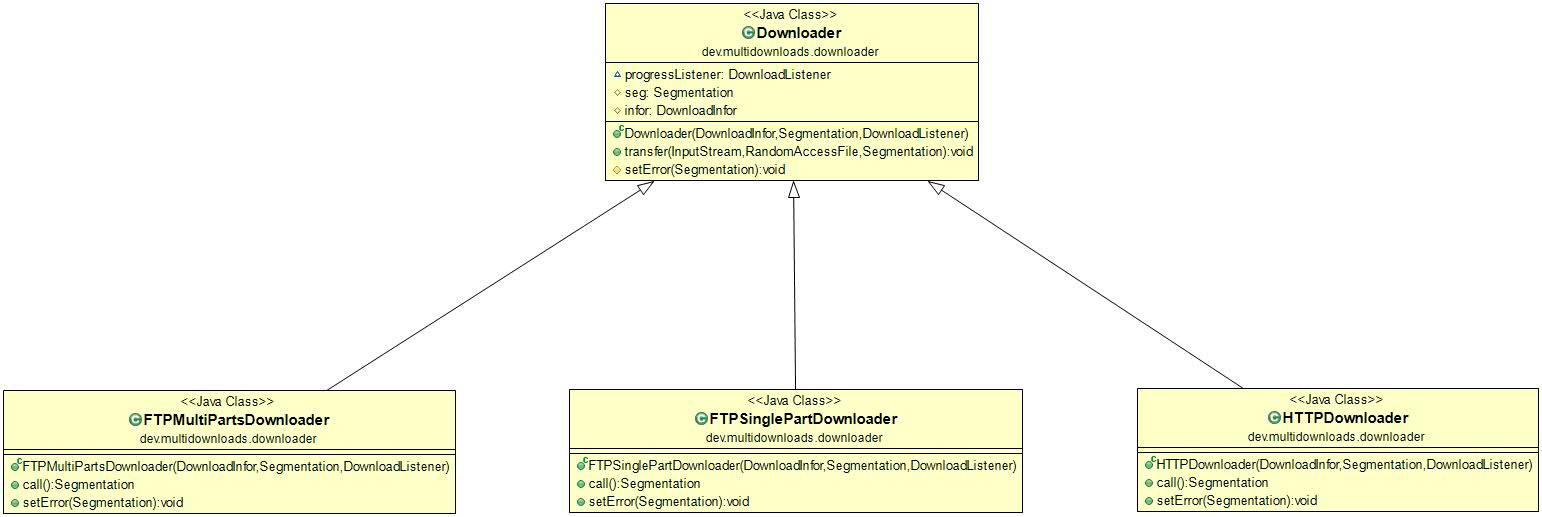 <<Java Class>>
Downloader
dev.multidownloads.downloader
progressListener: DownloadListener
seg: Segmentation
infor: DownloadInfor
Downloader(DownloadInfor,Segmentation,DownloadListener)
transfer(InputStream,RandomAccessFile,Segmentation):void
setError(Segmentation):void
<<Java Class>>
FTPMultiPartsDownloader
dev.multidownloads.downloader
FTPMultiPartsDownloader(DownloadInfor,Segmentation,DownloadListener)
call():Segmentation
setError(Segmentation):void
<<Java Class>>
FTPSinglePartDownloader
dev.multidownloads.downloader
FTPSinglePartDownloader(DownloadInfor,Segmentation,DownloadListener)
call():Segmentation
setError(Segmentation):void
<<Java Class>>
HTTPDownloader
dev.multidownloads.downloader
HTTPDownloader(DownloadInfor,Segmentation,DownloadListener)
call():Segmentation
setError(Segmentation):void